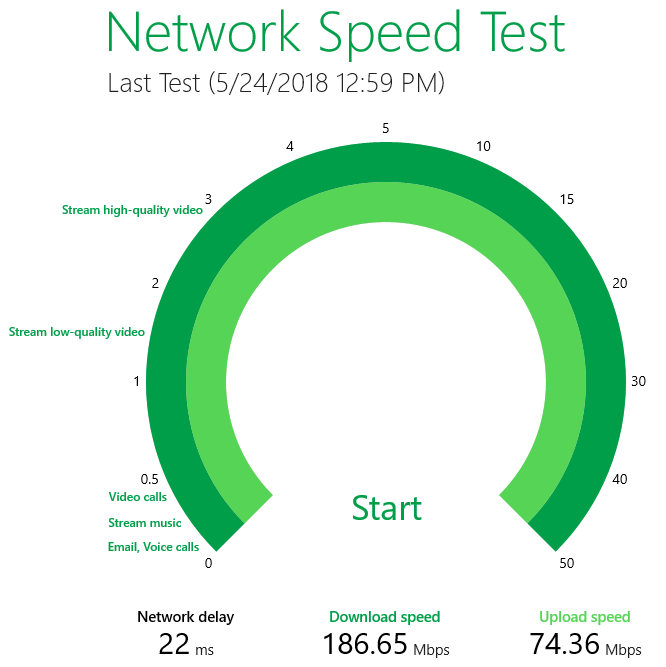 Network Speed Test
Last Test (5/24/2018 12:59 PM)
5
4
10
3
15
Stream high-quality video
2
20
Stream low-quality video
1
30
0.5
40
Video calls
Stream music
Email, Voice calls
Start
0
50
Network delay
Download speed
Upload speed
22 ms
186.65 Mbps
74.36 Mbps